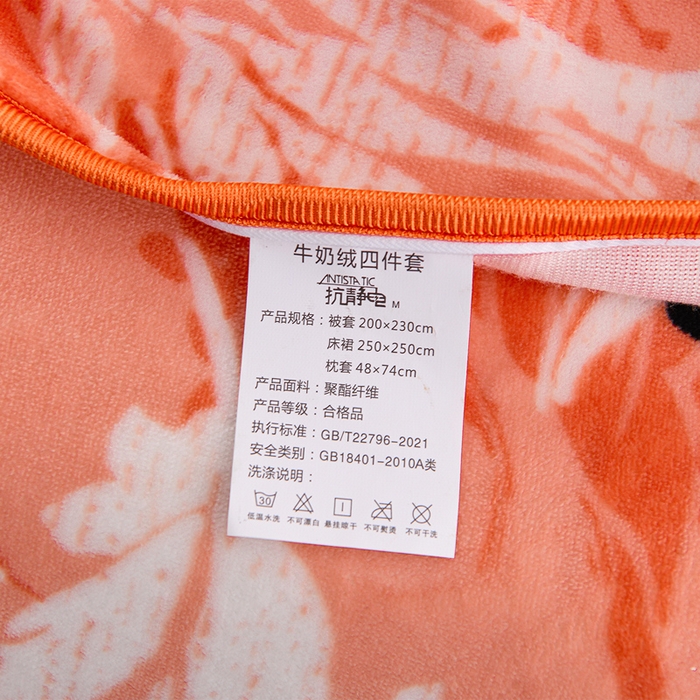 牛奶绒四件套
ANTISTATIC
抗静电 M
产品规格：被套 200×230cm
床裙 250×250cm
枕套 48×74cm
产品面料：聚酯纤维
产品等级：合格品
执行标准：GB/T22796-2021
安全类别：GB18401-2010A类
洗涤说明：
30
低温水洗 不可漂白 悬挂晾干 不可熨烫 不可干洗